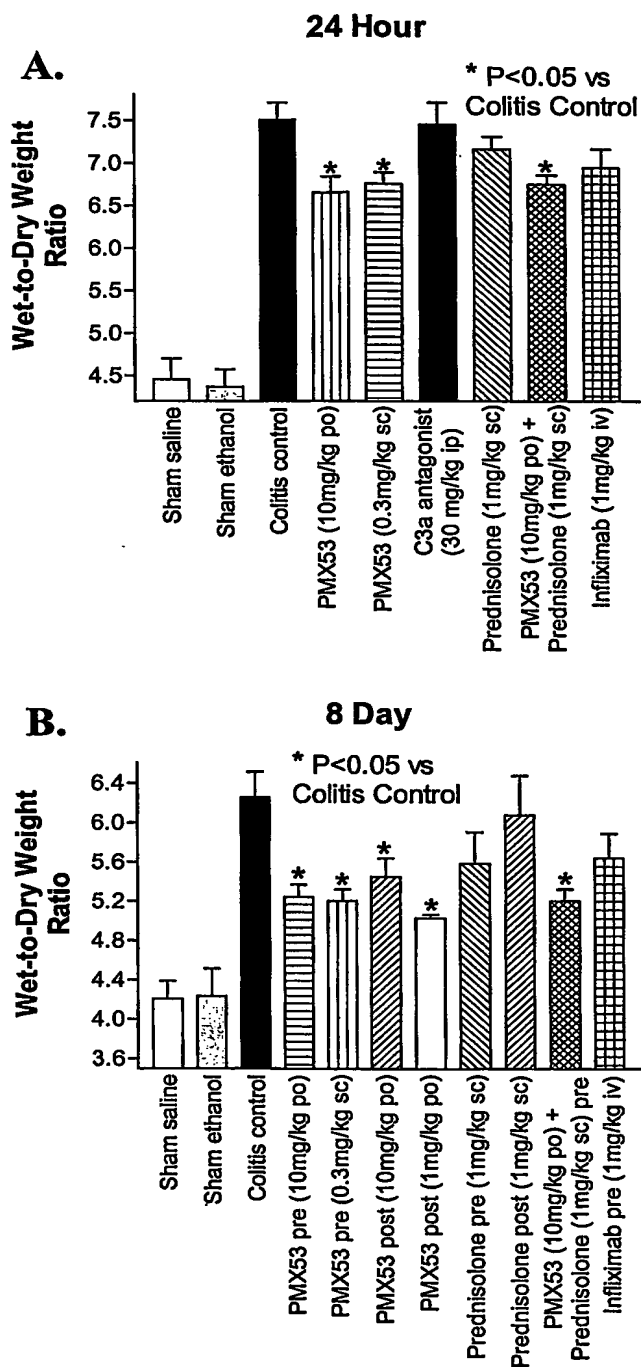 24 Hour
A.
* P<0.05 vs
Colitis Control
Wet-to-Dry Weight
Ratio
7.5
7.0
6.5
6.0
5.5
5.0
4.5
*
*
*
Sham saline
Sham ethanol
Colitis control
PMX53 (10mg/kg po)
PMX53 (0.3mg/kg sc)
C3a antagonist
(30 mg/kg ip)
Prednisolone (1mg/kg sc)
PMX53 (10mg/kg po) +
Prednisolone (1mg/kg sc)
Infliximab (1mg/kg iv)
8 Day
B.
* P<0.05 vs
Colitis Control
Wet-to-Dry Weight
Ratio
6.4
6.0
5.6
5.2
4.8
4.4
4.0
3.6
*
*
*
*
*
Sham saline
Sham ethanol
Colitis control
PMX53 pre (10mg/kg po)
PMX53 pre (0.3mg/kg sc)
PMX53 post (10mg/kg po)
PMX53 post (1mg/kg po)
Prednisolone pre (1mg/kg sc)
Prednisolone post (1mg/kg sc)
PMX53 (10mg/kg po) +
Prednisolone (1mg/kg sc) pre
Infliximab pre (1mg/kg iv)